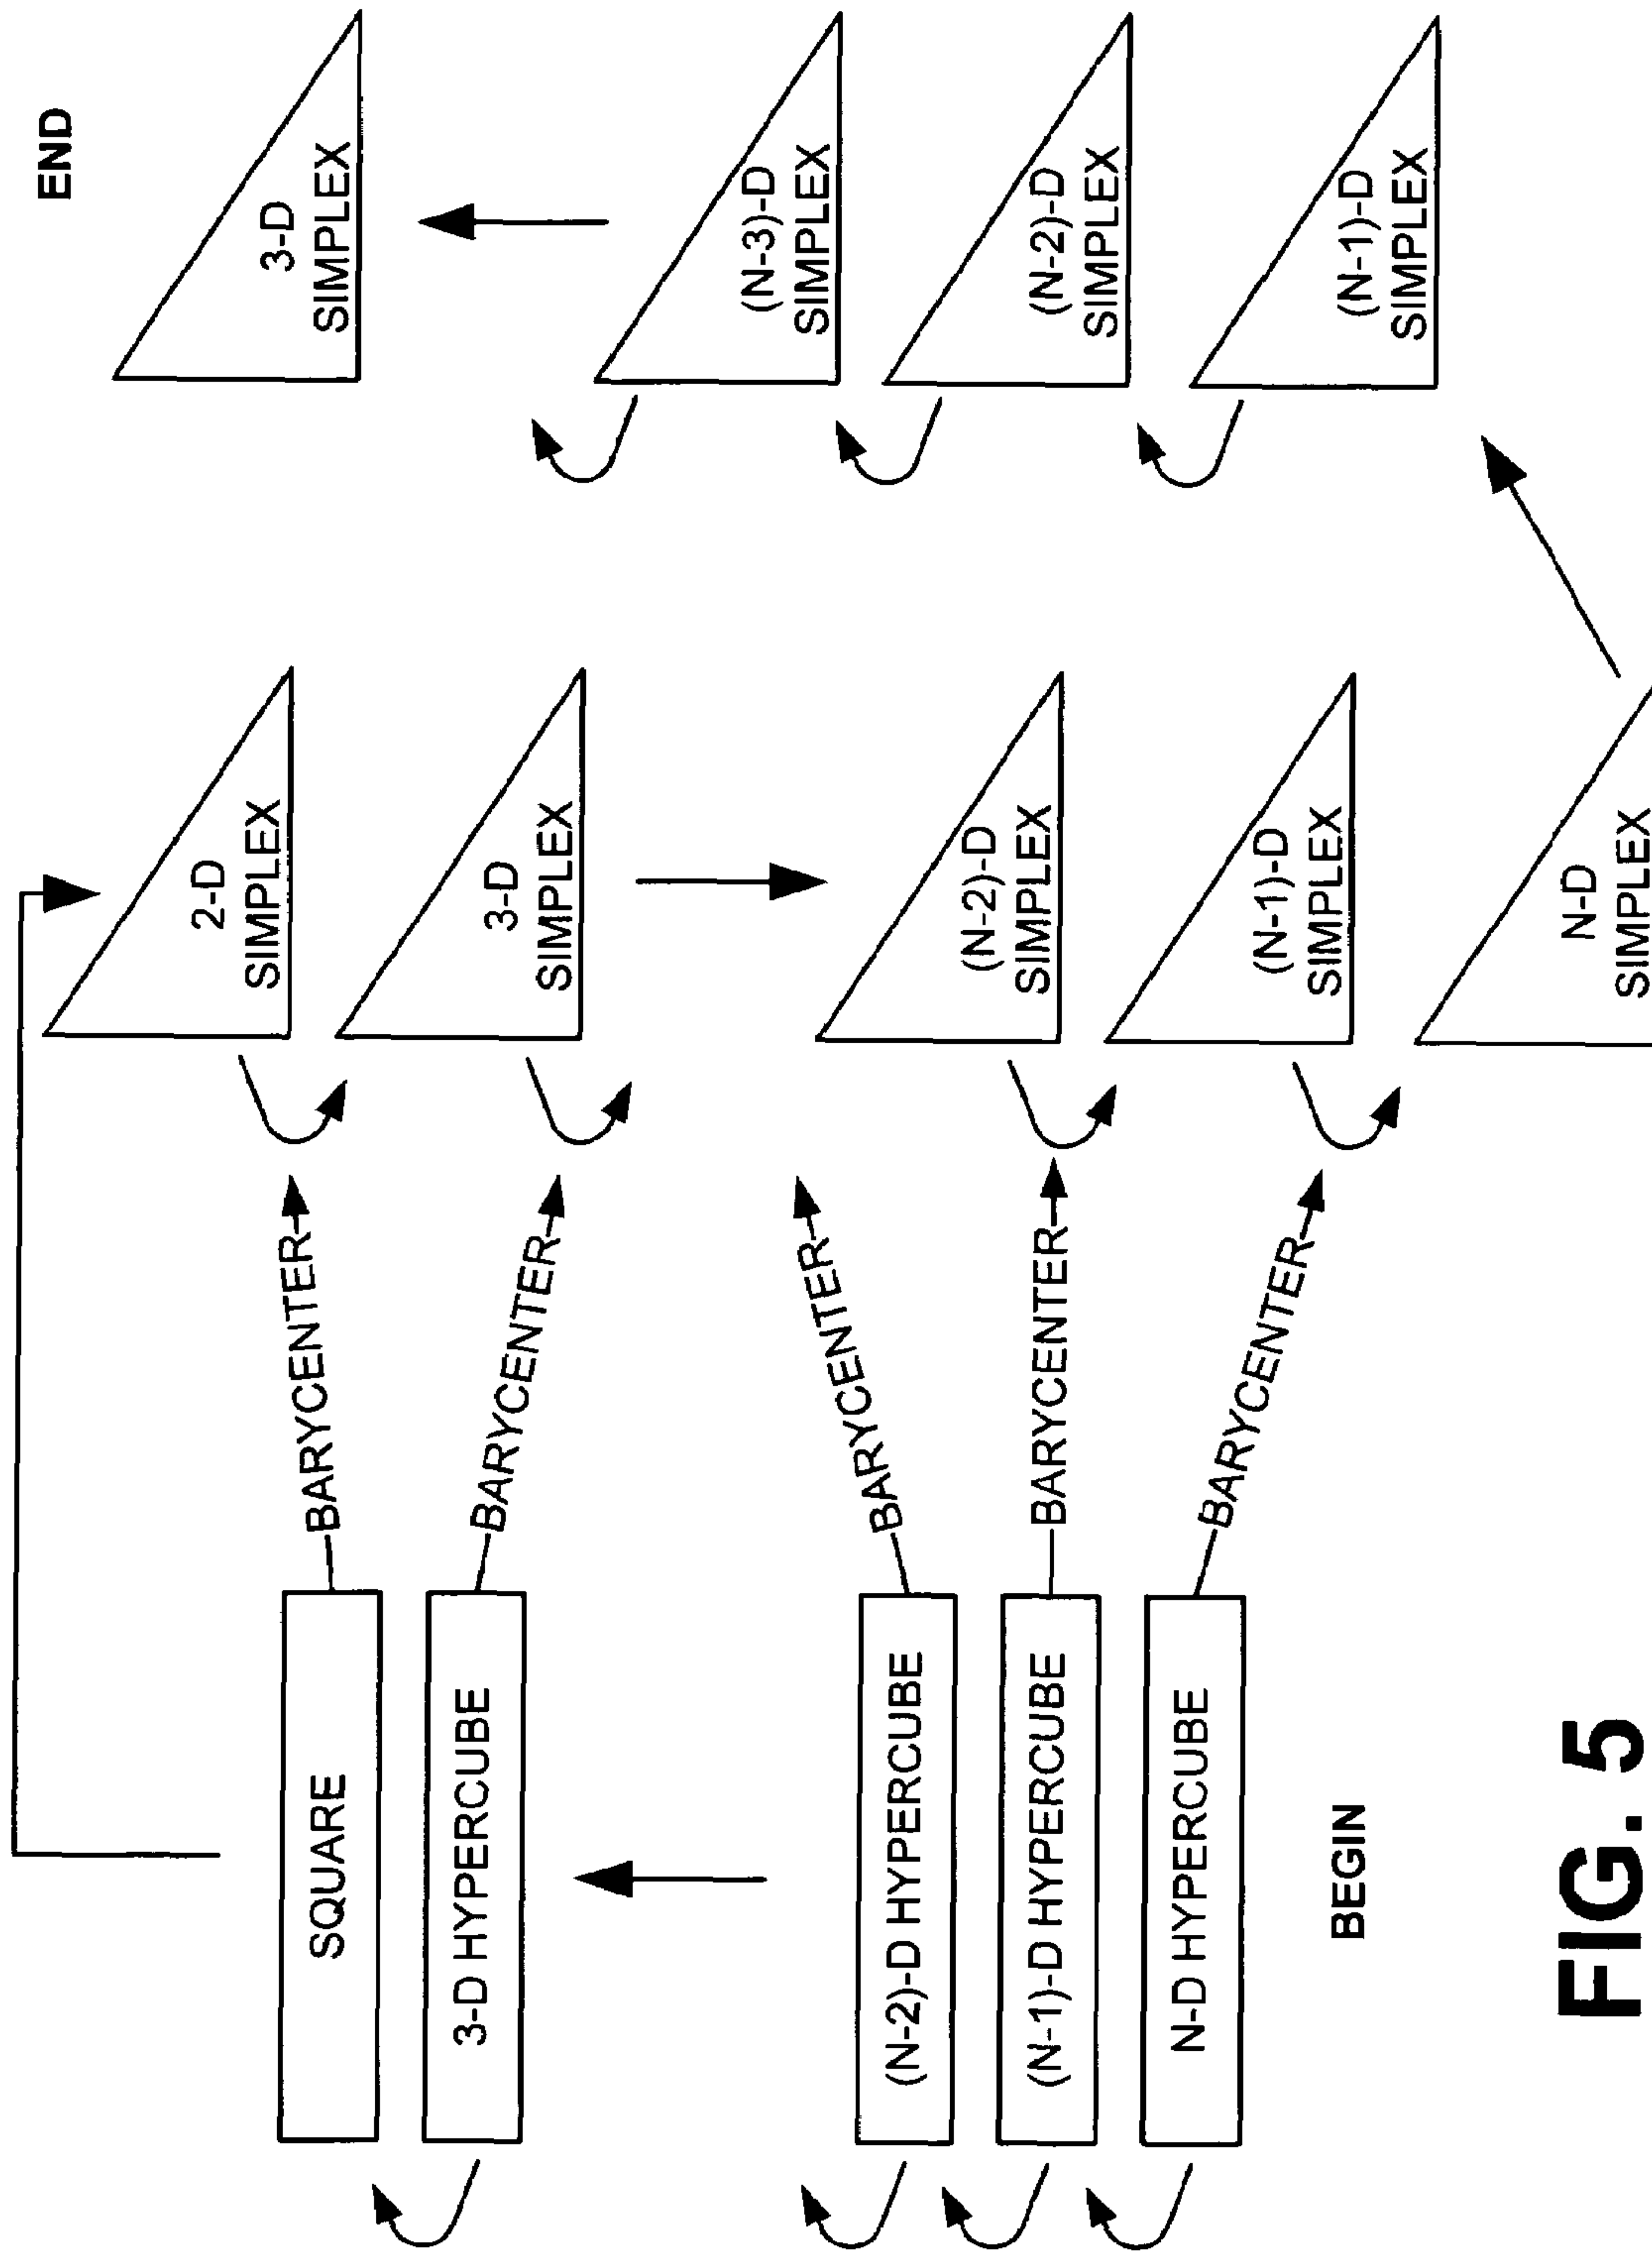 END
SQUARE
BARYCENTER
2-D
SIMPLEX
3-D
SIMPLEX
3-D HYPERCUBE
BARYCENTER
3-D
SIMPLEX
(N-2)-D HYPERCUBE
BARYCENTER
(N-2)-D
SIMPLEX
(N-3)-D
SIMPLEX
(N-1)-D HYPERCUBE
BARYCENTER
(N-1)-D
SIMPLEX
(N-2)-D
SIMPLEX
N-D HYPERCUBE
BARYCENTER
N-D
SIMPLEX
(N-1)-D
SIMPLEX
BEGIN
FIG. 5